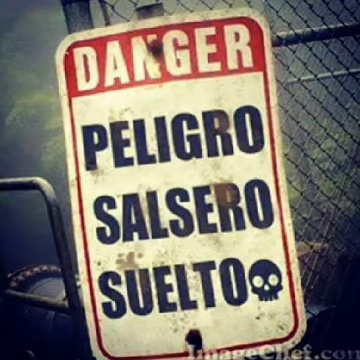 DANGER
PELIGRO
SALSERO
SUELTO
ImageChef.com